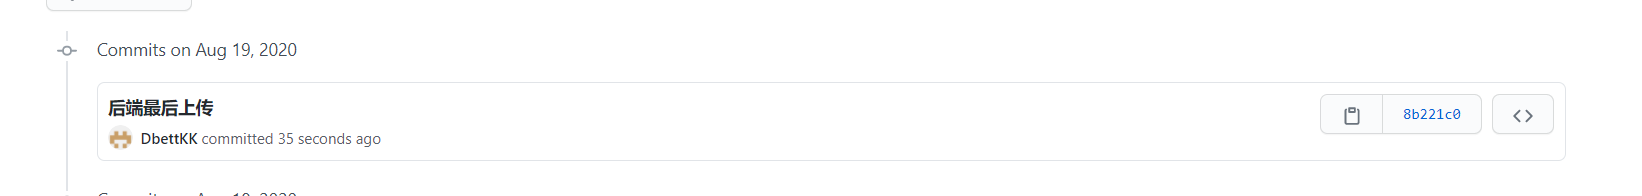 Commits on Aug 19, 2020
后端最后上传
8b221c0
DbettKK committed 35 seconds ago